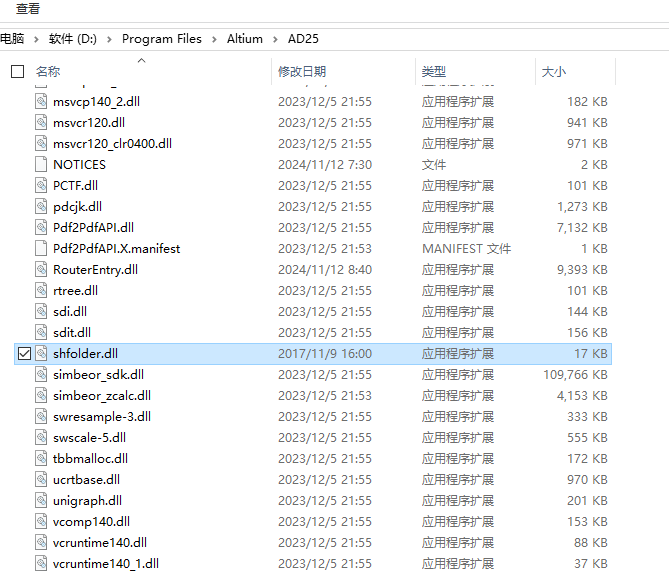 查看
电脑 > 软件 (D:) > Program Files > Altium > AD25
名称 修改日期 类型 大小
msvcp140_2.dll 2023/12/5 21:55 应用程序扩展 182 KB
msvcr120.dll 2023/12/5 21:55 应用程序扩展 941 KB
msvcr120_clr0400.dll 2023/12/5 21:55 应用程序扩展 971 KB
NOTICES 2024/11/12 7:30 文件 2 KB
PCTF.dll 2023/12/5 21:55 应用程序扩展 101 KB
pdcjk.dll 2023/12/5 21:55 应用程序扩展 1,273 KB
Pdf2PdfAPI.dll 2023/12/5 21:55 应用程序扩展 7,132 KB
Pdf2PdfAPI.X.manifest 2023/12/5 21:53 MANIFEST 文件 1 KB
RouterEntry.dll 2024/11/12 8:40 应用程序扩展 9,393 KB
rtree.dll 2023/12/5 21:55 应用程序扩展 101 KB
sdi.dll 2023/12/5 21:55 应用程序扩展 144 KB
sdit.dll 2023/12/5 21:55 应用程序扩展 156 KB
shfolder.dll 2017/11/9 16:00 应用程序扩展 17 KB
simbeor_sdk.dll 2023/12/5 21:55 应用程序扩展 109,766 KB
simbeor_zcalc.dll 2023/12/5 21:53 应用程序扩展 4,153 KB
swresample-3.dll 2023/12/5 21:55 应用程序扩展 333 KB
swscale-5.dll 2023/12/5 21:55 应用程序扩展 555 KB
tbbmalloc.dll 2023/12/5 21:55 应用程序扩展 172 KB
ucrtbase.dll 2023/12/5 21:55 应用程序扩展 970 KB
unigraph.dll 2023/12/5 21:55 应用程序扩展 201 KB
vcomp140.dll 2023/12/5 21:55 应用程序扩展 153 KB
vcruntime140.dll 2023/12/5 21:55 应用程序扩展 88 KB
vcruntime140_1.dll 2023/12/5 21:55 应用程序扩展 37 KB